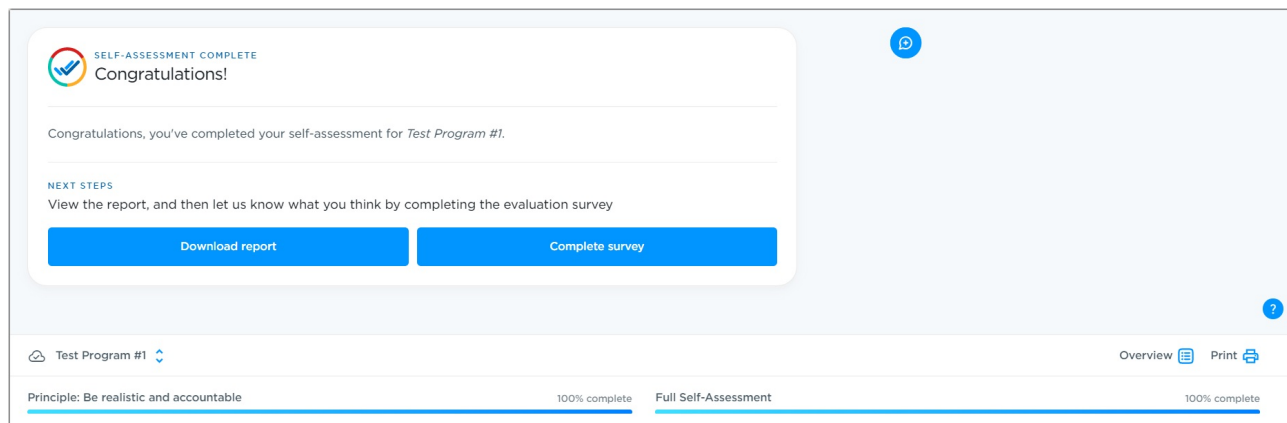 SELF-ASSESSMENT COMPLETE
Congratulations!
Congratulations, you've completed your self-assessment for Test Program #1.
NEXT STEPS
View the report, and then let us know what you think by completing the evaluation survey
Download report
Complete survey
?
Test Program #1
Overview
Print
Principle: Be realistic and accountable
100% complete
Full Self-Assessment
100% complete